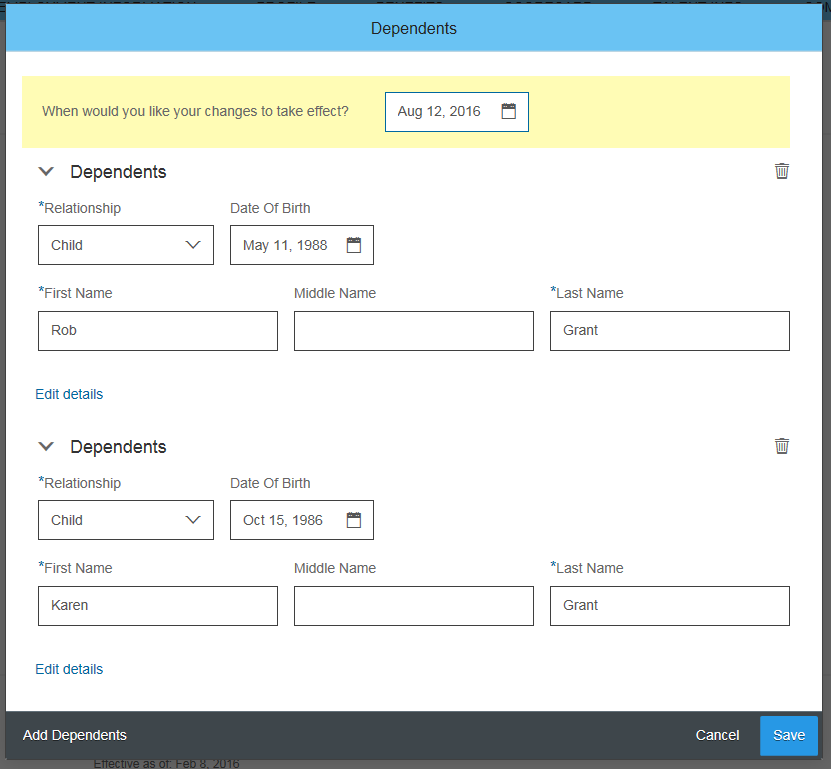 Dependents
When would you like your changes to take effect? Aug 12, 2016
Dependents
*Relationship Date Of Birth
Child May 11, 1988
*First Name Middle Name *Last Name
Rob Grant
Edit details
Dependents
*Relationship Date Of Birth
Child Oct 15, 1986
*First Name Middle Name *Last Name
Karen Grant
Edit details
Add Dependents Cancel Save
Effective as of: Feb 8, 2016